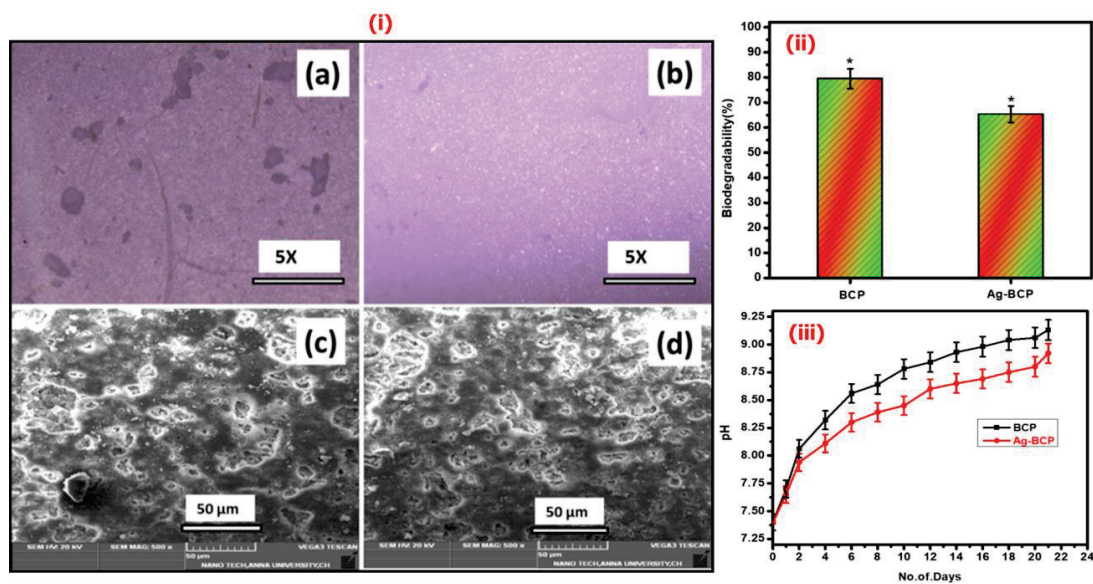 (i)
(a)
5X
(b)
5X
(c)
50 µm
SEM HV: 20 kV
SEM MAG: 500 x
50 µm
VEGA3 TESCAN
NANO TECH,ANNA UNIVERSITY,CH
(d)
50 µm
SEM HV: 20 kV
SEM MAG: 500 x
50 µm
VEGA3 TESCAN
NANO TECH,ANNA UNIVERSITY,CH
(ii)
Biodegradability(%)
100
90
80
70
60
50
40
30
20
10
0
*
*
BCP
Ag-BCP
(iii)
pH
9.25
9.00
8.75
8.50
8.25
8.00
7.75
7.50
7.25
BCP
Ag-BCP
0 2 4 6 8 10 12 14 16 18 20 22 24
No.of.Days